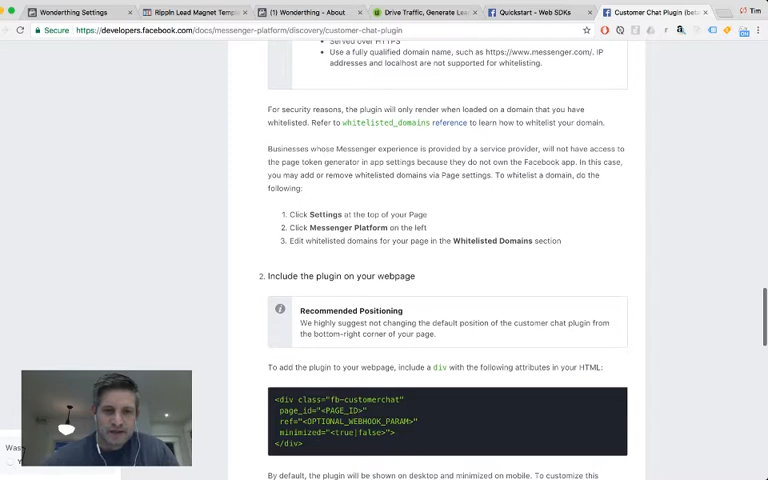 Wonderthing Settings
Rippln Lead Magnet Temp
(1) Wonderthing - About
Drive Traffic, Generate Lea
Quickstart - Web SDKs
Customer Chat Plugin (beta
Tim
Secure
https://developers.facebook.com/docs/messenger-platform/discovery/customer-chat-plugin
Served over HTTPS
Use a fully qualified domain name, such as https://www.messenger.com/. IP
addresses and localhost are not supported for whitelisting.
For security reasons, the plugin will only render when loaded on a domain that you have
whitelisted. Refer to whitelisted_domains reference to learn how to whitelist your domain.
Businesses whose Messenger experience is provided by a service provider, will not have access to
the page token generator in app settings because they do not own the Facebook app. In this case,
you may add or remove whitelisted domains via Page settings. To whitelist a domain, do the
following:
1. Click Settings at the top of your Page
2. Click Messenger Platform on the left
3. Edit whitelisted domains for your page in the Whitelisted Domains section
2. Include the plugin on your webpage
Recommended Positioning
We highly suggest not changing the default position of the customer chat plugin from
the bottom-right corner of your page.
To add the plugin to your webpage, include a div with the following attributes in your HTML:
<div class="fb-customerchat"
page_id="<PAGE_ID>"
ref="<OPTIONAL_WEBHOOK_PARAM>"
minimized="<true|false>">
</div>
By default, the plugin will be shown on desktop and minimized on mobile. To customize this